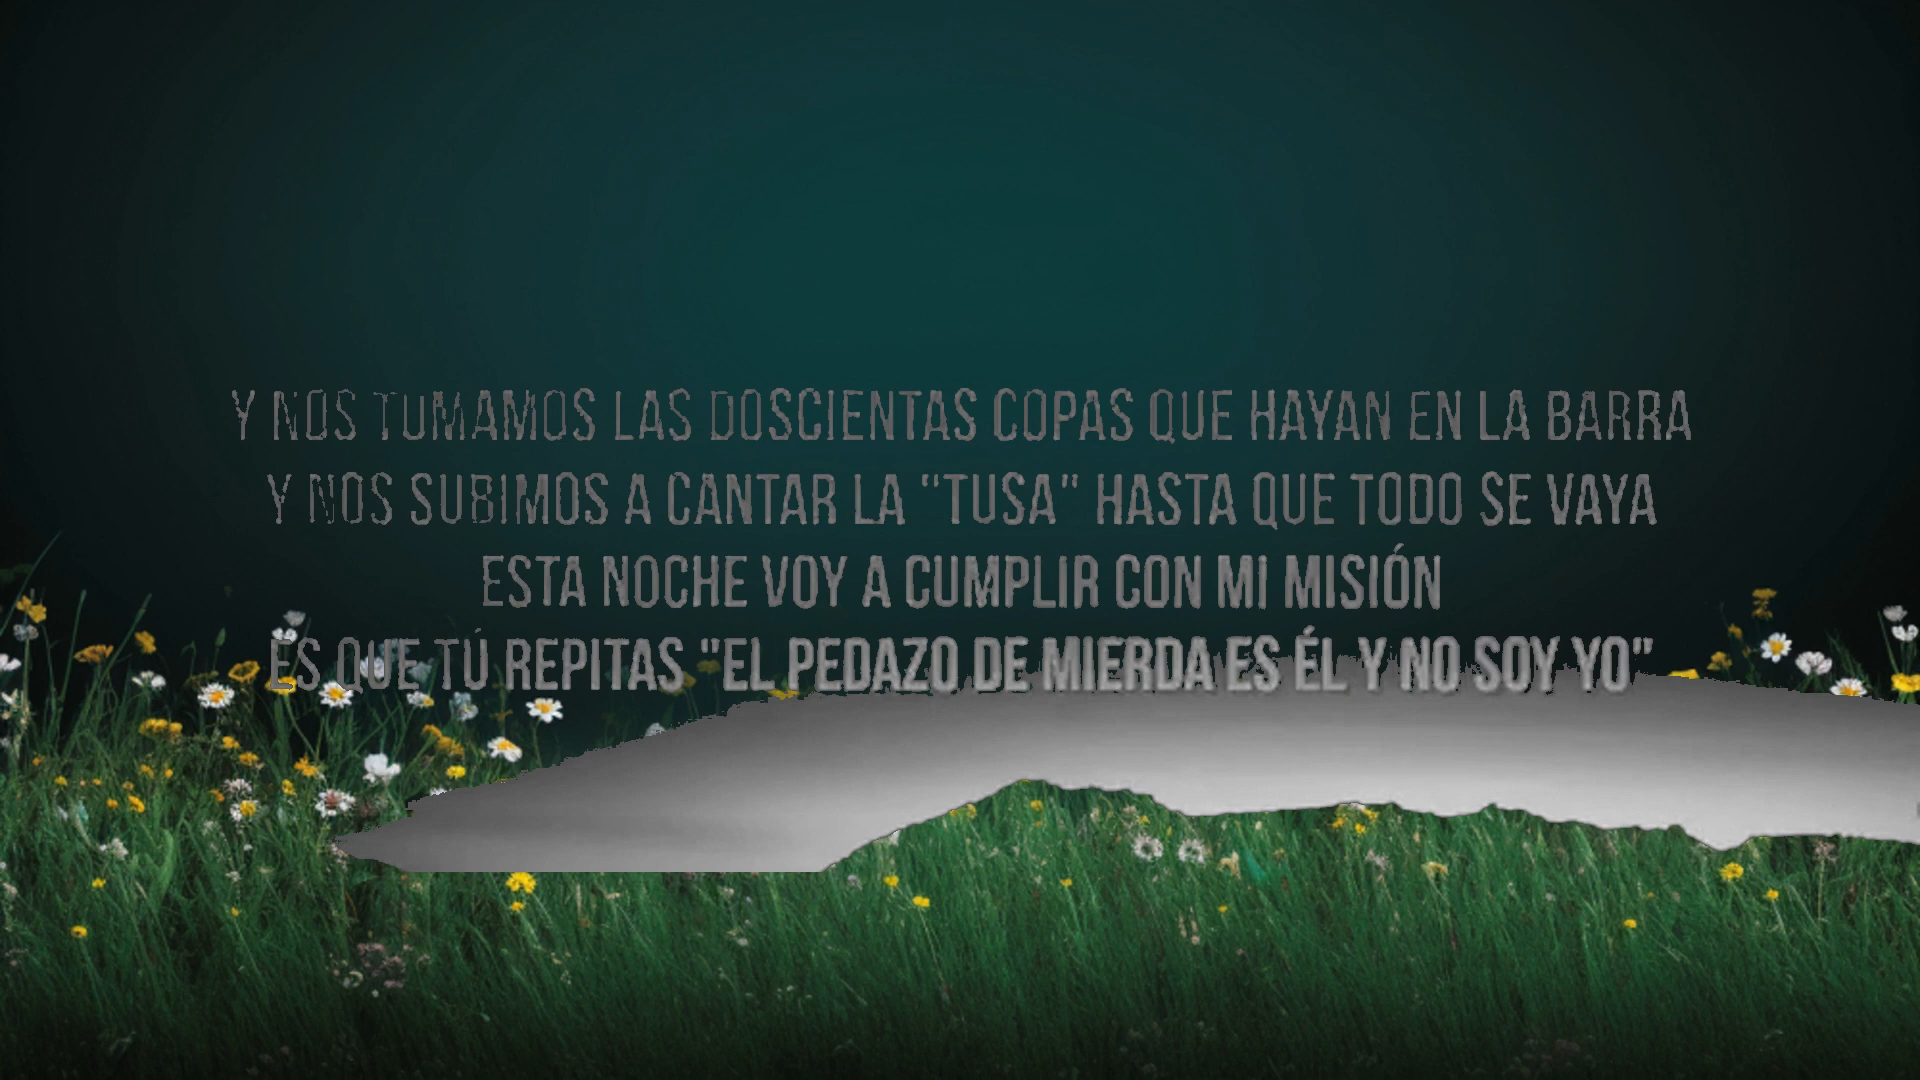 Y NOS TUMAMOS LAS DOSCIENTAS COPAS QUE HAYAN EN LA BARRA
Y NOS SUBIMOS A CANTAR LA "TUSA" HASTA QUE TODO SE VAYA
ESTA NOCHE VOY A CUMPLIR CON MI MISIÓN
ES QUE TÚ REPITAS "EL PEDAZO DE MIERDA ES ÉL Y NO SOY YO"